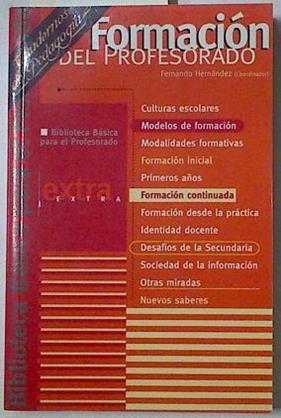 Cuadernos
de Pedagogía
Formación
DEL PROFESORADO
Fernando Hernández (Coordinador)
Biblioteca Básica
para el Profesorado
extra
EXTRA
Culturas escolares
Modelos de formación
Modalidades formativas
Formación inicial
Primeros años
Formación continuada
Formación desde la práctica
Identidad docente
Desafíos de la Secundaria
Sociedad de la información
Otras miradas
Nuevos saberes